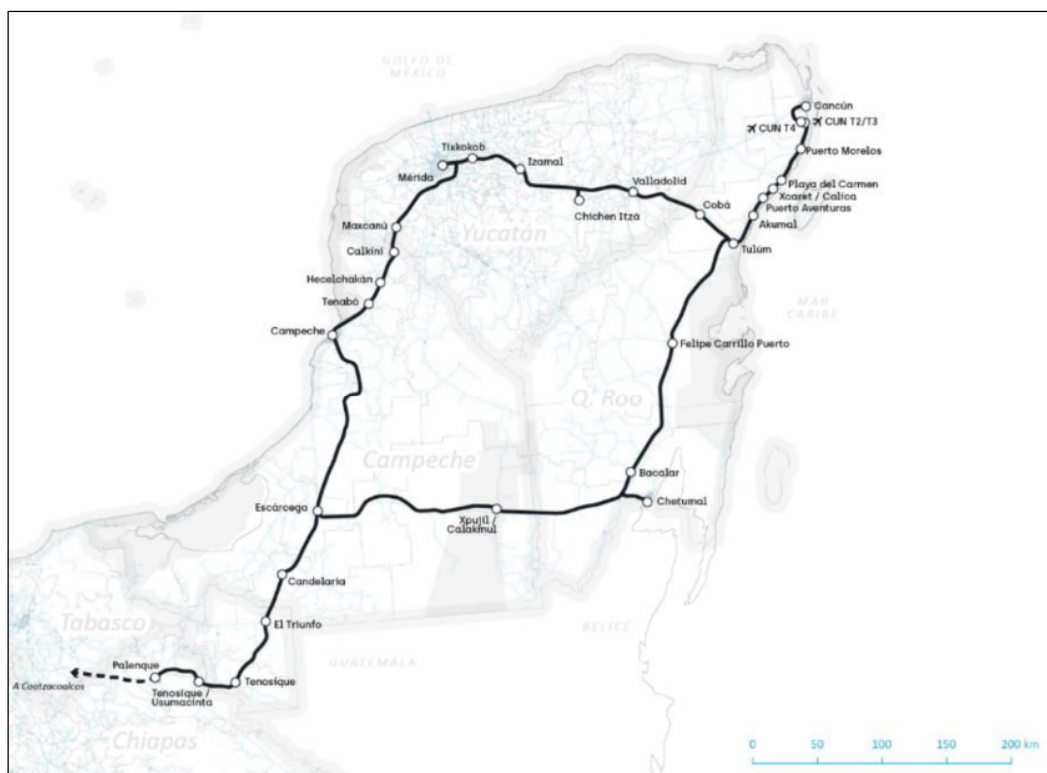 GOLFO DE
MÉXICO
Cancún
CUN T4
CUN T2/T3
Puerto Morelos
Tixkokob
Izamal
Mérida
Valladolid
Playa del Carmen
Xcaret / Calica
Puerto Aventuras
Chichen Itzá
Cobá
Akumal
Maxcanú
Yucatán
Tulúm
Calkiní
Hecelchakán
Tenabó
MAR
CARIBE
Campeche
Felipe Carrillo Puerto
Q. Roo
Campeche
Bacalar
Chetumal
Escárcega
Xpujil /
Calakmul
Candelaria
Tabasco
El Triunfo
BELICE
GUATEMALA
Palenque
A Coatzacoalcos
Tenosique /
Usumacinta
Tenosique
Chiapas
0 50 100 150 200 km